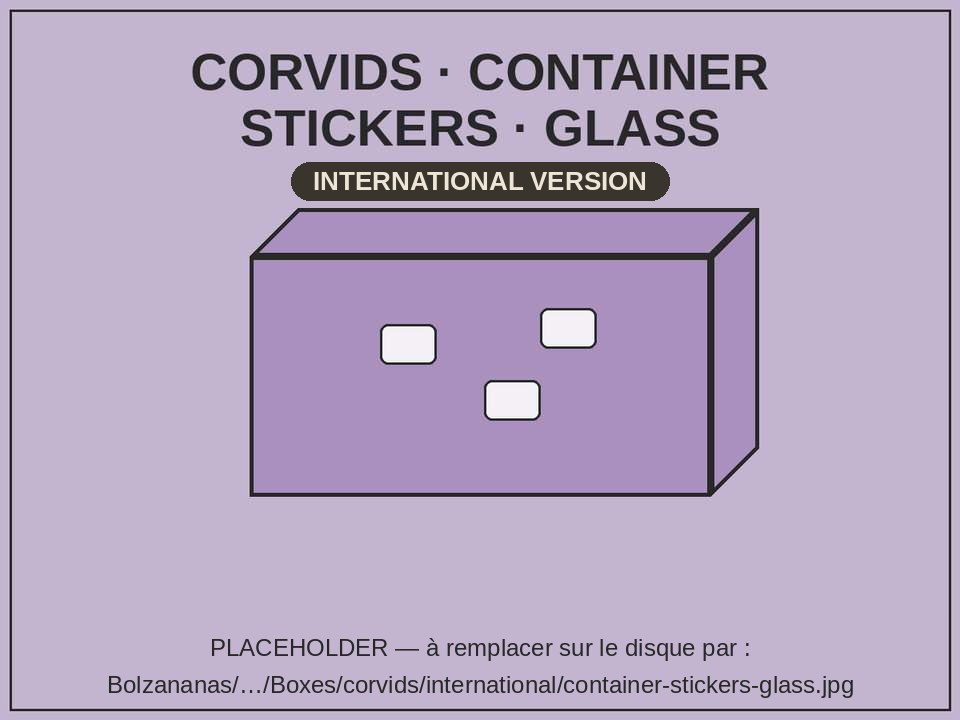 CORVIDS · CONTAINER
STICKERS · GLASS
INTERNATIONAL VERSION
PLACEHOLDER — à remplacer sur le disque par :
Bolzananas/…/Boxes/corvids/international/container-stickers-glass.jpg